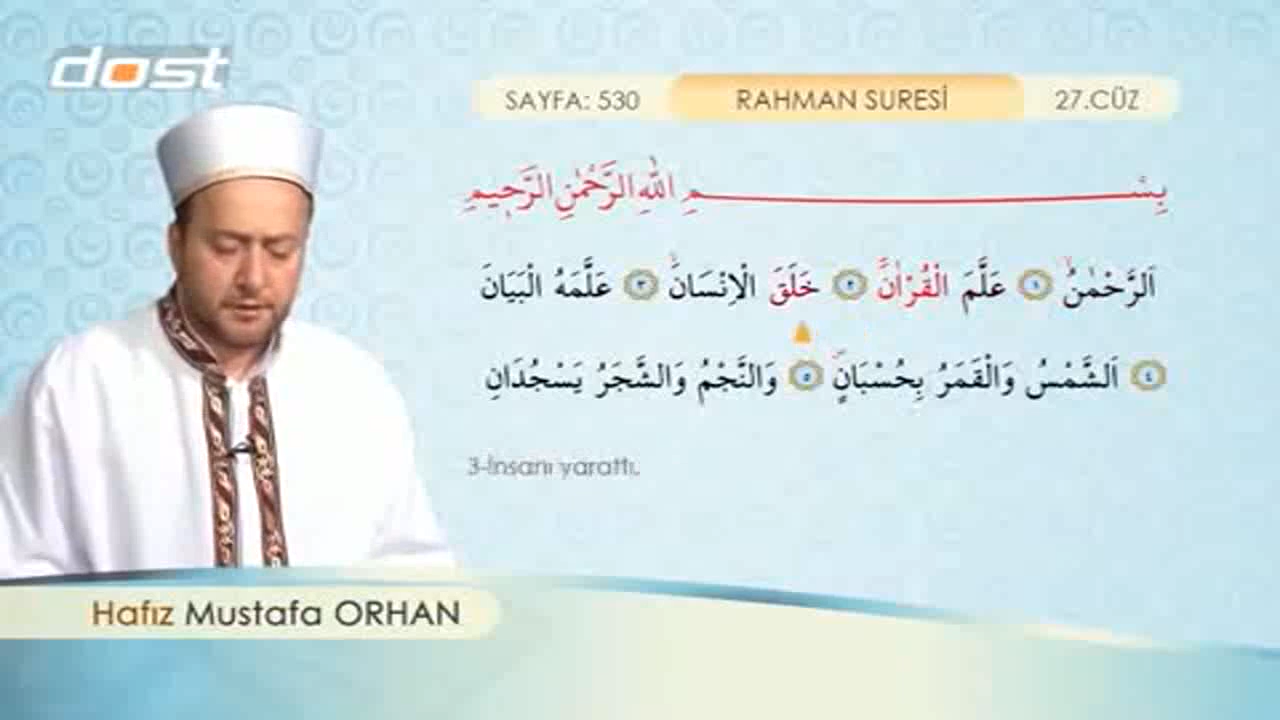 dost
SAYFA: 530 RAHMAN SURESİ 27.CÜZ
بِسْمِ اللّٰهِ الرَّحْمٰنِ الرَّحٖيمِ
اَلرَّحْمٰنُۙ ﴿١﴾ عَلَّمَ الْقُرْاٰنَۜ ﴿٢﴾ خَلَقَ الْاِنْسَانَۙ ﴿٣﴾ عَلَّمَهُ الْبَيَانَ
﴿٤﴾ اَلشَّمْسُ وَالْقَمَرُ بِحُسْبَانٍۖ ﴿٥﴾ وَالنَّجْمُ وَالشَّجَرُ يَسْجُدَانِ
3-İnsanı yarattı.
Hafız Mustafa ORHAN